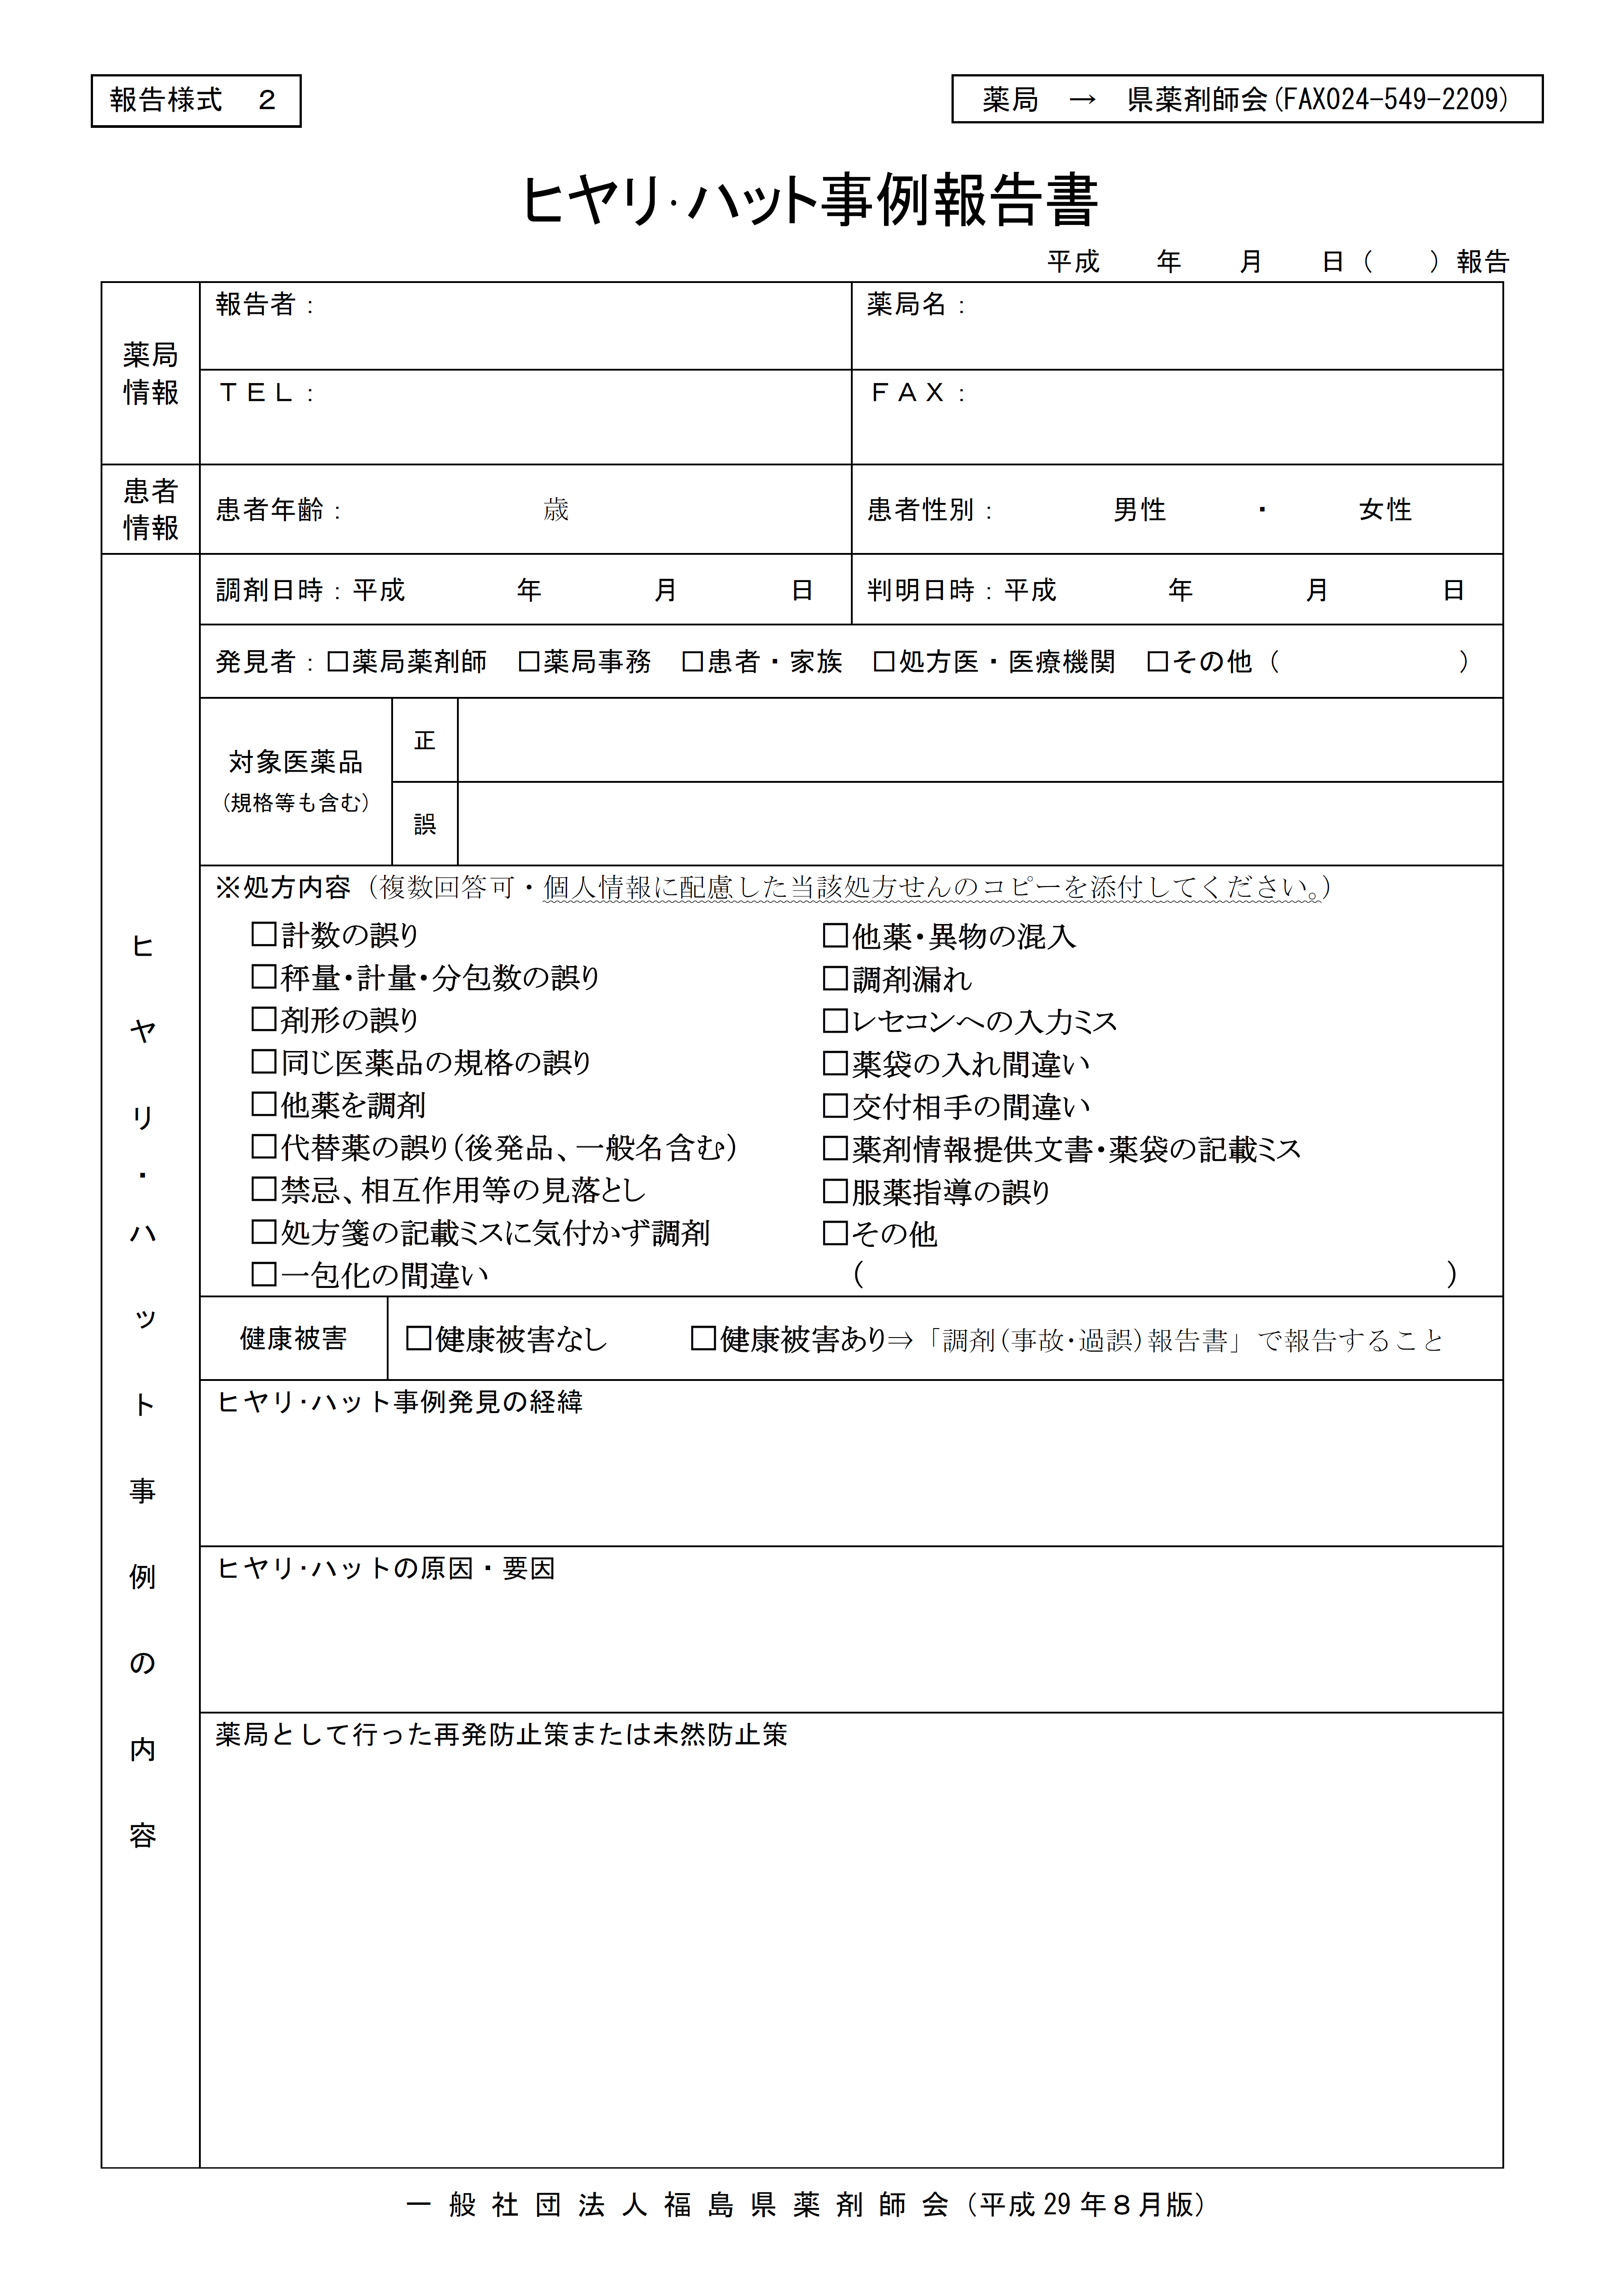 報告様式　２
薬局　→　県薬剤師会(FAX024-549-2209)
ヒヤリ・ハット事例報告書
平成　　年　　月　　日（　　）報告
薬局
情報
報告者：
薬局名：
ＴＥＬ：
ＦＡＸ：
患者
情報
患者年齢：　　　　　　　歳
患者性別：　　　　男性　　　・　　　女性
調剤日時：平成　　　　年　　　　月　　　　日
判明日時：平成　　　　年　　　　月　　　　日
発見者：□薬局薬剤師　□薬局事務　□患者・家族　□処方医・医療機関　□その他（　　　　　　　）
対象医薬品
（規格等も含む）
正
誤
※処方内容（複数回答可・個人情報に配慮した当該処方せんのコピーを添付してください。）
□計数の誤り
□秤量・計量・分包数の誤り
□剤形の誤り
□同じ医薬品の規格の誤り
□他薬を調剤
□代替薬の誤り（後発品、一般名含む）
□禁忌、相互作用等の見落とし
□処方箋の記載ミスに気付かず調剤
□一包化の間違い
□他薬・異物の混入
□調剤漏れ
□レセコンへの入力ミス
□薬袋の入れ間違い
□交付相手の間違い
□薬剤情報提供文書・薬袋の記載ミス
□服薬指導の誤り
□その他
（　　　　　　　　　　　　　　　　　　　　）
健康被害
□健康被害なし　　□健康被害あり⇒「調剤（事故・過誤）報告書」で報告すること
ヒヤリ・ハット事例発見の経緯
ヒヤリ・ハットの原因・要因
薬局として行った再発防止策または未然防止策
ヒヤリ・ハット事例の内容
一般社団法人福島県薬剤師会（平成29年８月版）